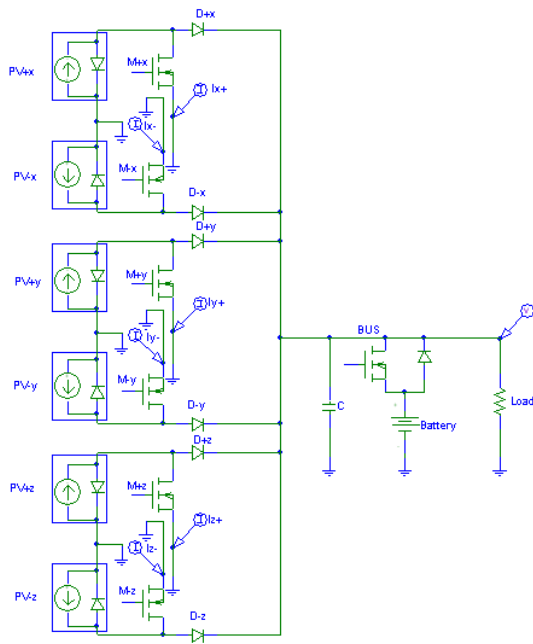 D+x
PV+x
M+x
Ix+
Ix-
PV-x
M-x
D-x
D+y
PV+y
M+y
Iy+
Iy-
PV-y
M-y
D-y
BUS
V
C
Battery
Load
D+z
PV+z
M+z
Iz+
Iz-
PV-z
M-z
D-z